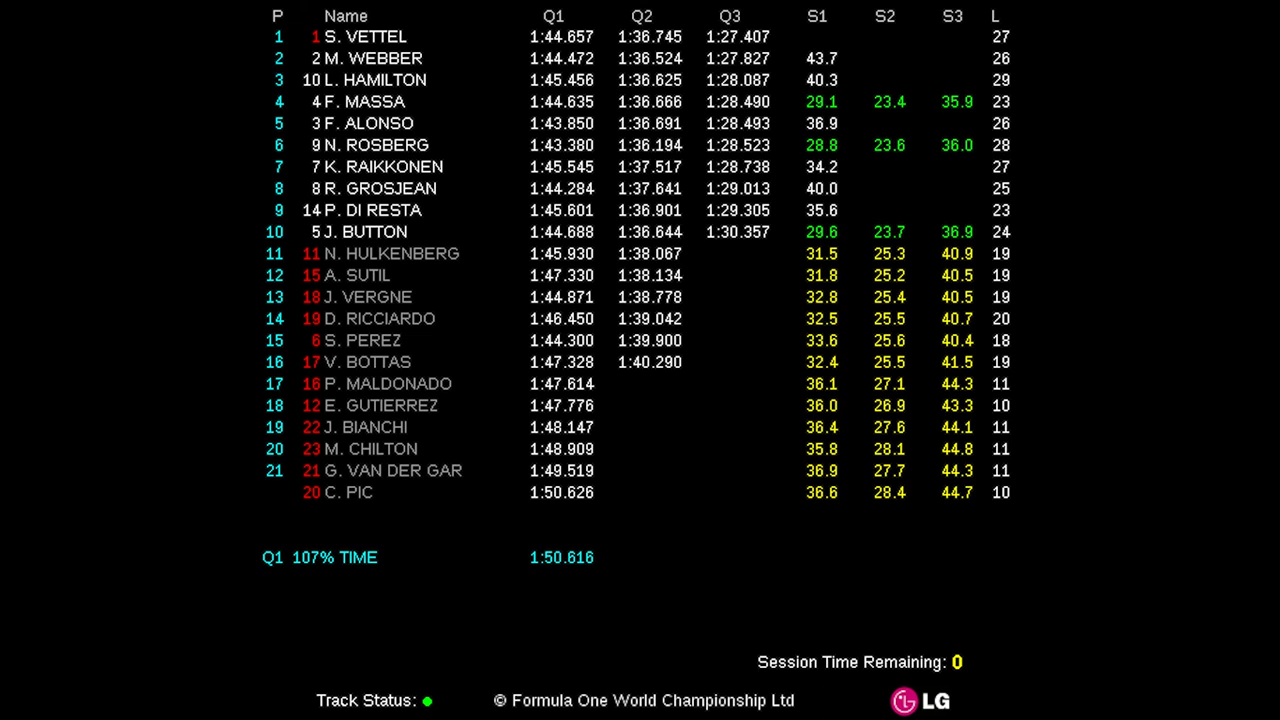 P Name Q1 Q2 Q3 S1 S2 S3 L
1 1 S. VETTEL 1:44.657 1:36.745 1:27.407 27
2 2 M. WEBBER 1:44.472 1:36.524 1:27.827 43.7 26
3 10 L. HAMILTON 1:45.456 1:36.625 1:28.087 40.3 29
4 4 F. MASSA 1:44.635 1:36.666 1:28.490 29.1 23.4 35.9 23
5 3 F. ALONSO 1:43.850 1:36.691 1:28.493 36.9 26
6 9 N. ROSBERG 1:43.380 1:36.194 1:28.523 28.8 23.6 36.0 28
7 7 K. RAIKKONEN 1:45.545 1:37.517 1:28.738 34.2 27
8 8 R. GROSJEAN 1:44.284 1:37.641 1:29.013 40.0 25
9 14 P. DI RESTA 1:45.601 1:36.901 1:29.305 35.6 23
10 5 J. BUTTON 1:44.688 1:36.644 1:30.357 29.6 23.7 36.9 24
11 11 N. HULKENBERG 1:45.930 1:38.067 31.5 25.3 40.9 19
12 15 A. SUTIL 1:47.330 1:38.134 31.8 25.2 40.5 19
13 18 J. VERGNE 1:44.871 1:38.778 32.8 25.4 40.5 19
14 19 D. RICCIARDO 1:46.450 1:39.042 32.5 25.5 40.7 20
15 6 S. PEREZ 1:44.300 1:39.900 33.6 25.6 40.4 18
16 17 V. BOTTAS 1:47.328 1:40.290 32.4 25.5 41.5 19
17 16 P. MALDONADO 1:47.614 36.1 27.1 44.3 11
18 12 E. GUTIERREZ 1:47.776 36.0 26.9 43.3 10
19 22 J. BIANCHI 1:48.147 36.4 27.6 44.1 11
20 23 M. CHILTON 1:48.909 35.8 28.1 44.8 11
21 21 G. VAN DER GAR 1:49.519 36.9 27.7 44.3 11
20 C. PIC 1:50.626 36.6 28.4 44.7 10
Q1 107% TIME 1:50.616
Session Time Remaining: 0
Track Status: © Formula One World Championship Ltd LG